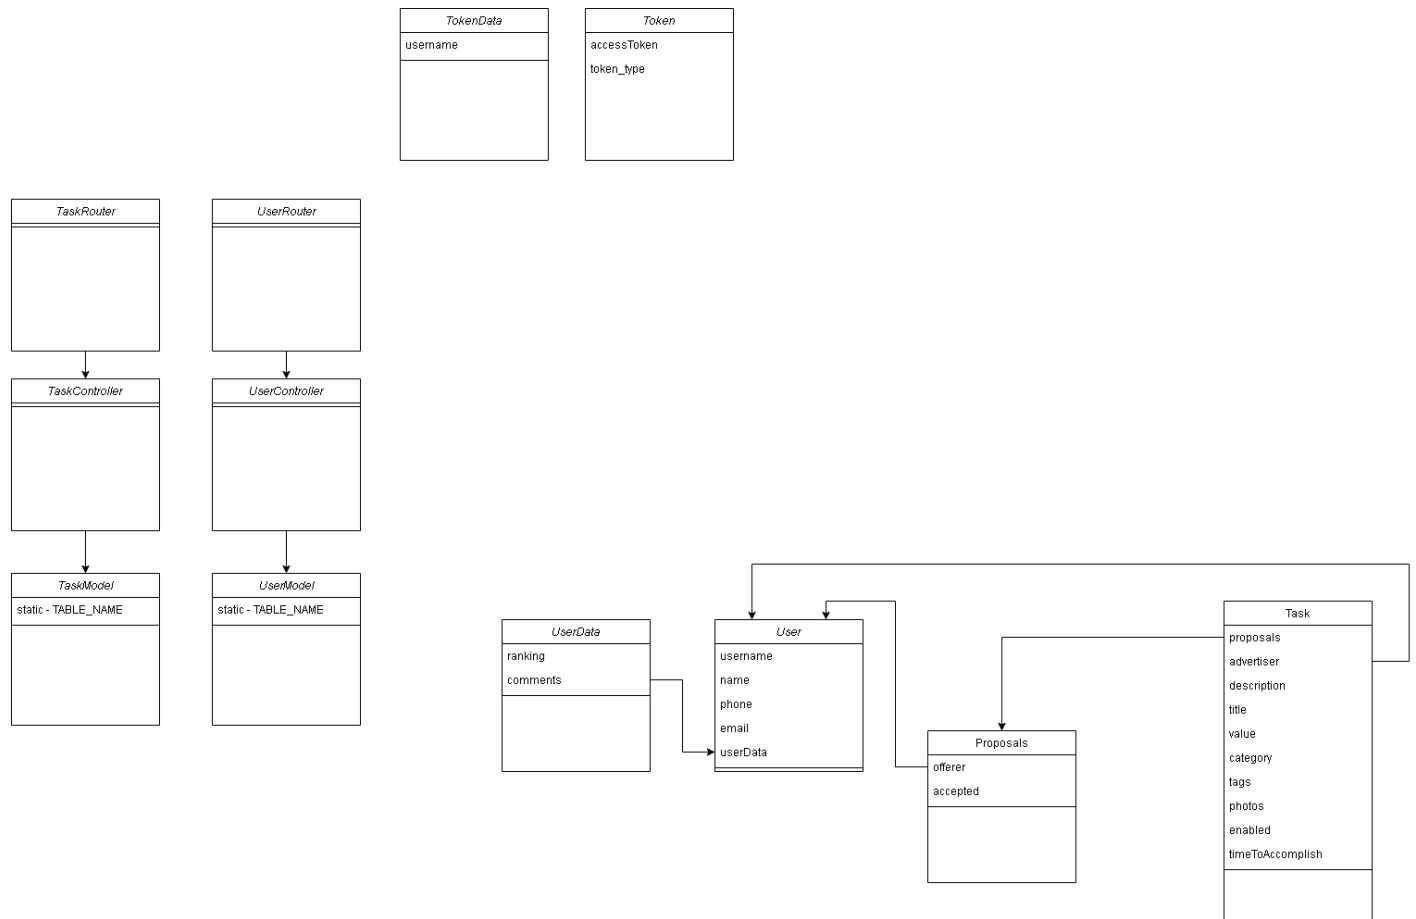 TokenData
username
Token
accessToken
token_type
TaskRouter
UserRouter
TaskController
UserController
TaskModel
static - TABLE_NAME
UserModel
static - TABLE_NAME
UserData
ranking
comments
User
username
name
phone
email
userData
Proposals
offerer
accepted
Task
proposals
advertiser
description
title
value
category
tags
photos
enabled
timeToAccomplish